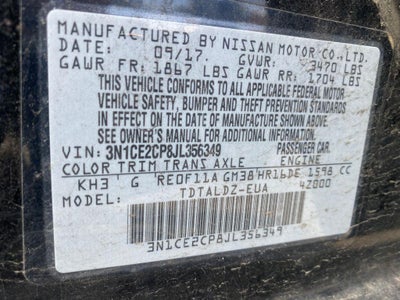 MANUFACTURED BY NISSAN MOTOR CO.,LTD.
DATE: 09/17. GVWR: 3470 LBS
GAWR FR: 1867 LBS GAWR RR: 1704 LBS
THIS VEHICLE CONFORMS TO ALL APPLICABLE FEDERAL MOTOR
VEHICLE SAFETY, BUMPER AND THEFT PREVENTION STANDARDS
IN EFFECT ON THE DATE OF MANUFACTURE SHOWN ABOVE.
SEE OWNER'S MANUAL OR DEALER FOR MORE INFORMATION.
VIN: 3N1CE2CP8JL356349 PASSENGER CAR.
COLOR TRIM TRANS AXLE ENGINE
KH3 G RE0F11A GM38 HR16DE 1598 CC
MODEL: TDTALDZ-EUA 4Z000
3N1CE2CP8JL356349